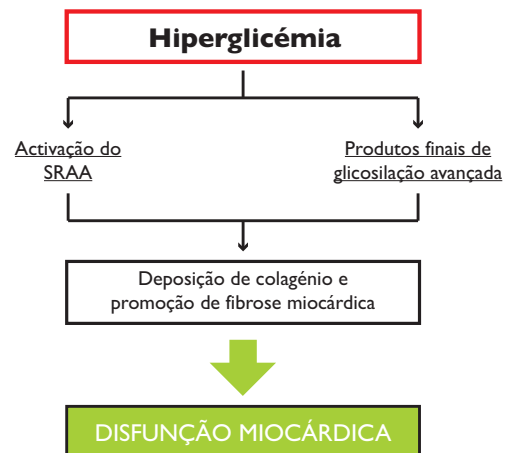 Hiperglicémia
Activação do
SRAA
Produtos finais de
glicosilação avançada
Deposição de colagénio e
promoção de fibrose miocárdica
DISFUNÇÃO MIOCÁRDICA